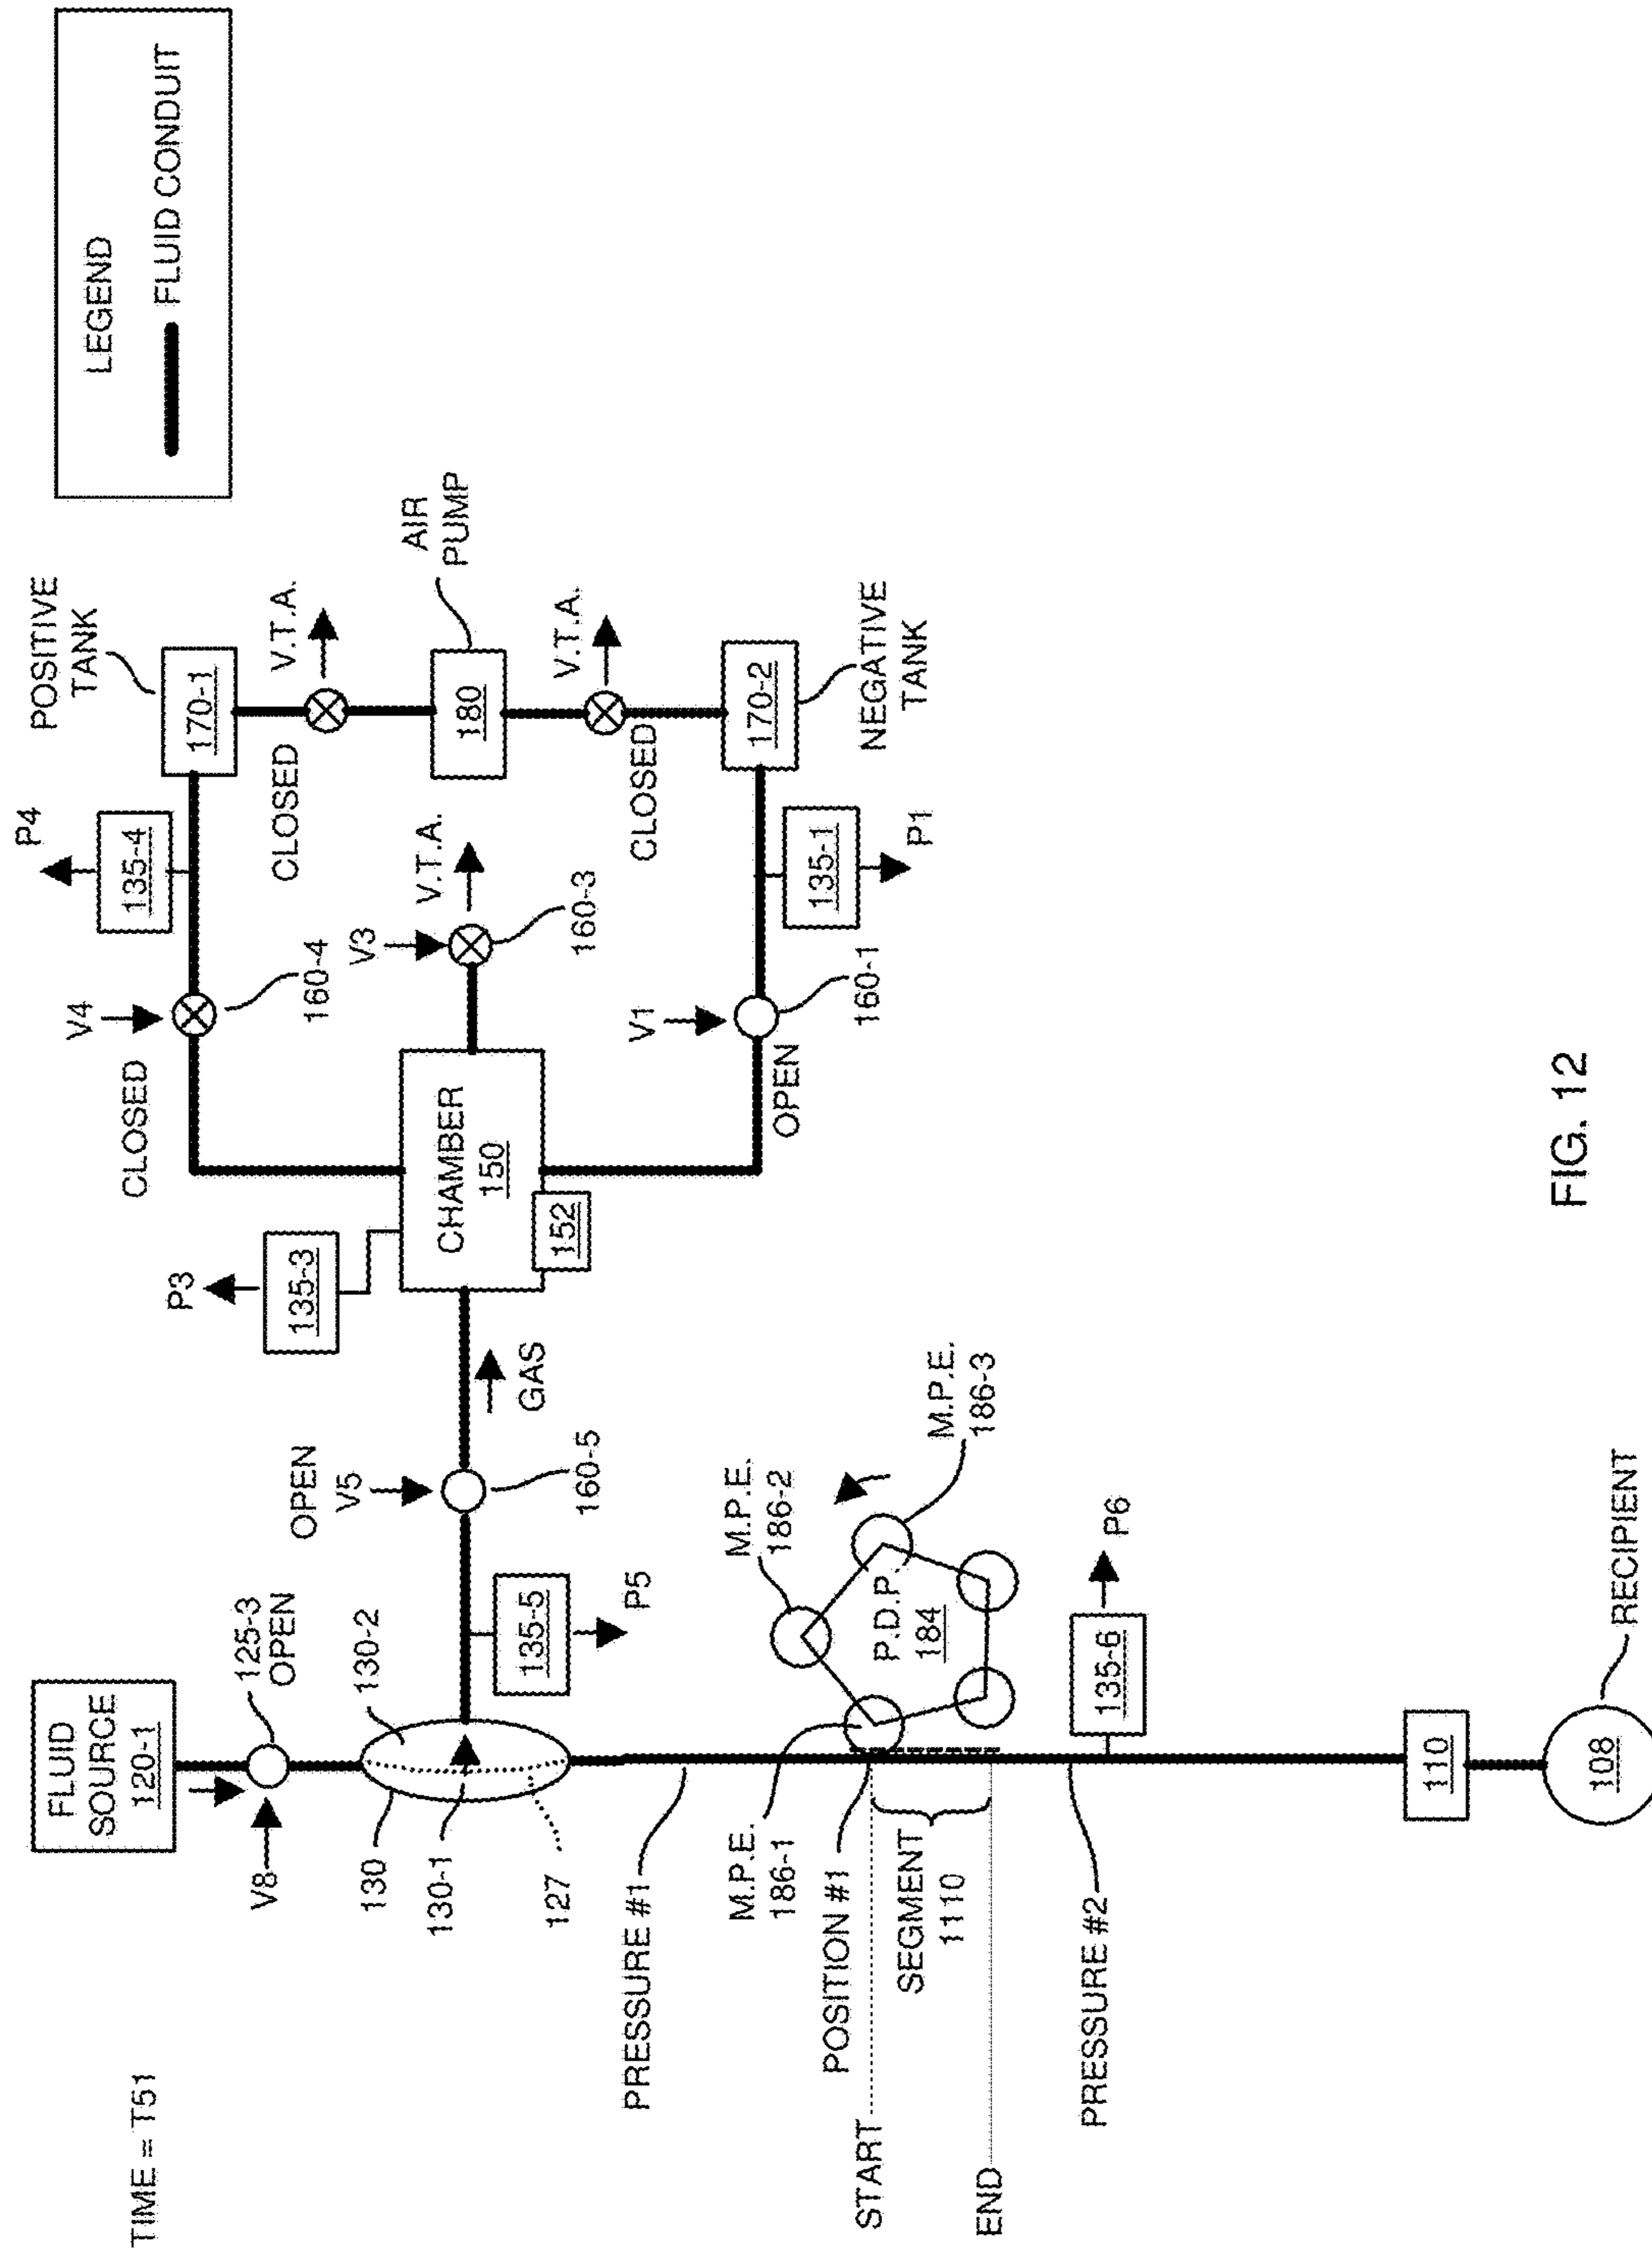 TIME = T51
LEGEND
FLUID CONDUIT
FLUID
SOURCE
120-1
V8
125-3
OPEN
130
130-1
127
130-2
135-5
P5
OPEN
V5
160-5
GAS
P3
135-3
CHAMBER
150
152
CLOSED
V4
160-4
P4
135-4
POSITIVE
TANK
170-1
V.T.A.
CLOSED
AIR
PUMP
180
V3
160-3
V.T.A.
V.T.A.
CLOSED
V1
OPEN
160-1
135-1
P1
170-2
NEGATIVE
TANK
PRESSURE #1
M.P.E.
186-1
POSITION #1
SEGMENT
1110
START
END
M.P.E.
186-2
M.P.E.
186-3
P.D.P.
184
PRESSURE #2
135-6
P6
110
108
RECIPIENT
FIG. 12